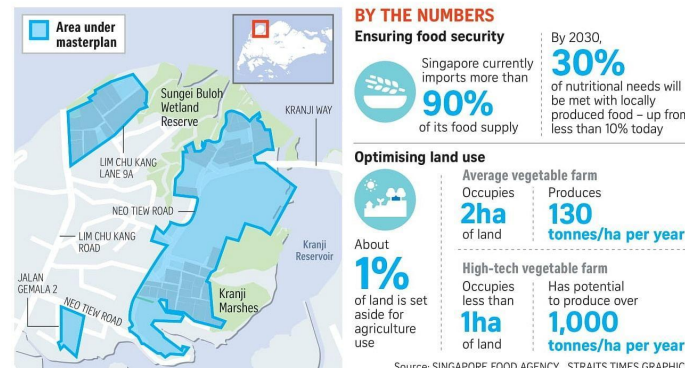 Area under
masterplan
Sungei Buloh
Wetland
Reserve
KRANJI WAY
LIM CHU KANG
LANE 9A
NEO TIEW ROAD
LIM CHU KANG
ROAD
Kranji
Reservoir
JALAN
GEMALA 2
NEO TIEW ROAD
Kranji
Marshes
BY THE NUMBERS
Ensuring food security
Singapore currently
imports more than
90%
of its food supply
By 2030,
30%
of nutritional needs will
be met with locally
produced food – up from
less than 10% today
Optimising land use
About
1%
of land is set
aside for
agriculture
use
Average vegetable farm
Occupies
2ha
of land
Produces
130
tonnes/ha per year
High-tech vegetable farm
Occupies
less than
1ha
of land
Has potential
to produce over
1,000
tonnes/ha per year
Source: SINGAPORE FOOD AGENCY STRAITS TIMES GRAPHIC